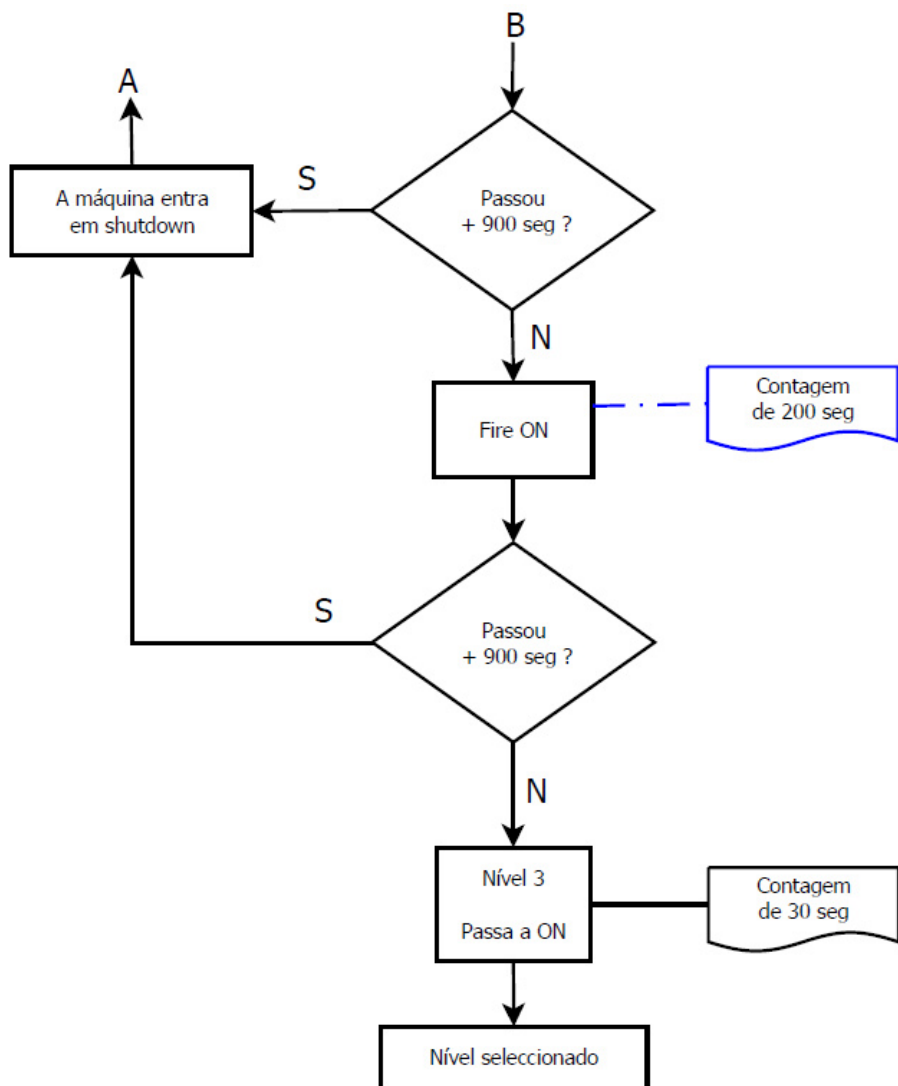 B
A
A máquina entra
em shutdown
S
Passou
+ 900 seg ?
N
Fire ON
Contagem
de 200 seg
S
Passou
+ 900 seg ?
N
Nível 3
Passa a ON
Contagem
de 30 seg
Nível seleccionado